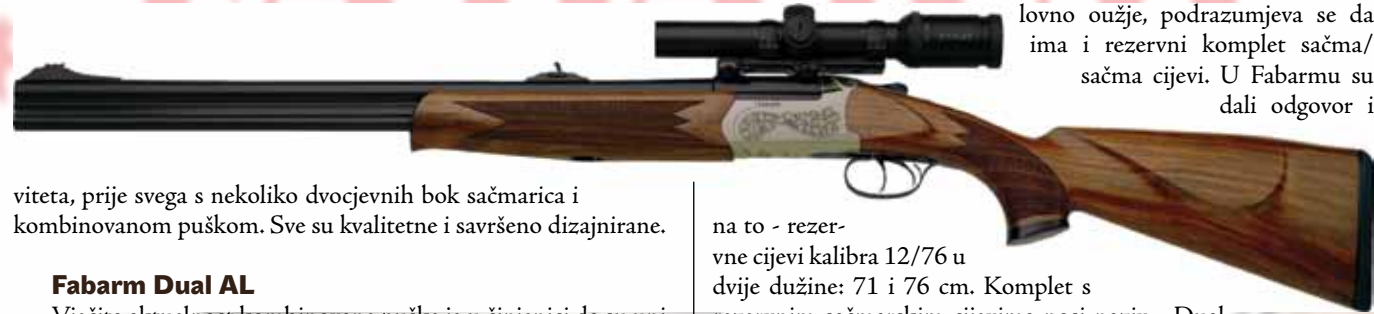 viteta, prije svega s nekoliko dvocjevnih bok sačmarica i
kombinovanom puškom. Sve su kvalitetne i savršeno dizajnirane.
Fabarm Dual AL
lovno oužje, podrazumjeva se da
ima i rezervni komplet sačma/
sačma cijevi. U Fabarmu su
dali odgovor i
na to - rezer-
vne cijevi kalibra 12/76 u
dvije dužine: 71 i 76 cm. Komplet s